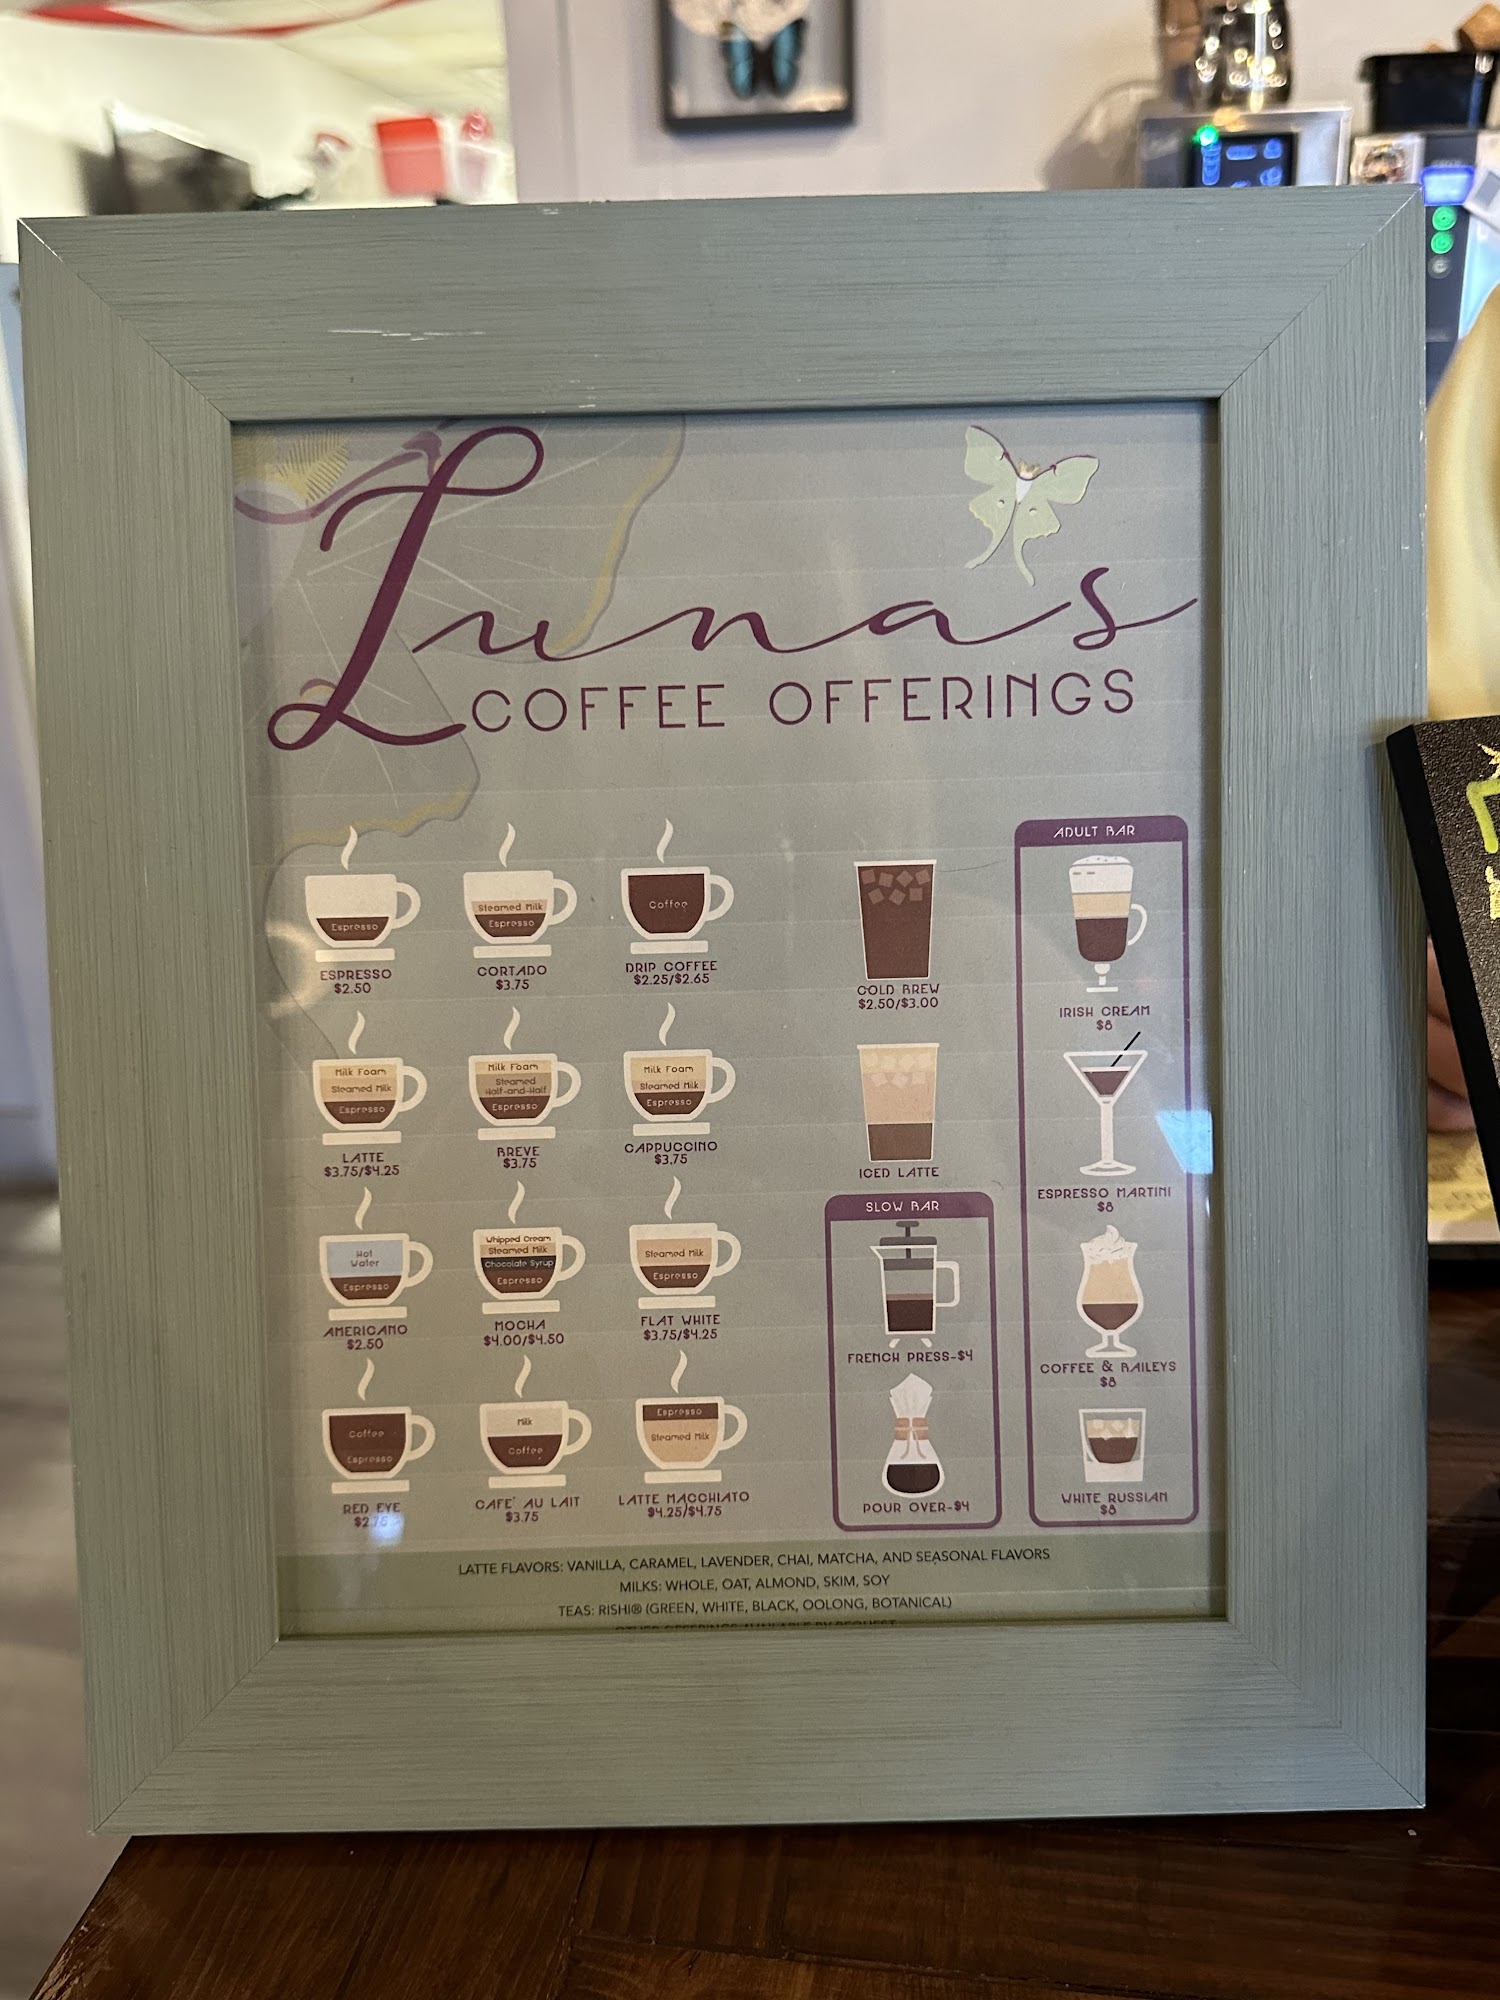 Lunas
COFFEE OFFERINGS
Espresso
ESPRESSO
$2.50
Steamed Milk
Espresso
CORTADO
$3.75
Coffee
DRIP COFFEE
$2.25/$2.65
COLD BREW
$2.50/$3.00
Milk Foam
Steamed Milk
Espresso
LATTE
$3.75/$4.25
Milk Foam
Steamed
Half-and-Half
Espresso
BREVE
$3.75
Milk Foam
Steamed Milk
Espresso
CAPPUCCINO
$3.75
ICED LATTE
Hot
Water
Espresso
AMERICANO
$2.50
Whipped Cream
Steamed Milk
Chocolate Syrup
Espresso
MOCHA
$4.00/$4.50
Steamed Milk
Espresso
FLAT WHITE
$3.75/$4.25
Coffee
Espresso
RED EYE
Milk
Coffee
CAFE' AU LAIT
$3.75
Espresso
Steamed Milk
LATTE MACCHIATO
$4.25/$4.75
SLOW BAR
FRENCH PRESS-$4
POUR OVER-$4
ADULT BAR
IRISH CREAM
$8
ESPRESSO MARTINI
$8
COFFEE & BAILEYS
$8
WHITE RUSSIAN
$8
LATTE FLAVORS: VANILLA, CARAMEL, LAVENDER, CHAI, MATCHA, AND SEASONAL FLAVORS
MILKS: WHOLE, OAT, ALMOND, SKIM, SOY
TEAS: RISHI® (GREEN, WHITE, BLACK, OOLONG, BOTANICAL)